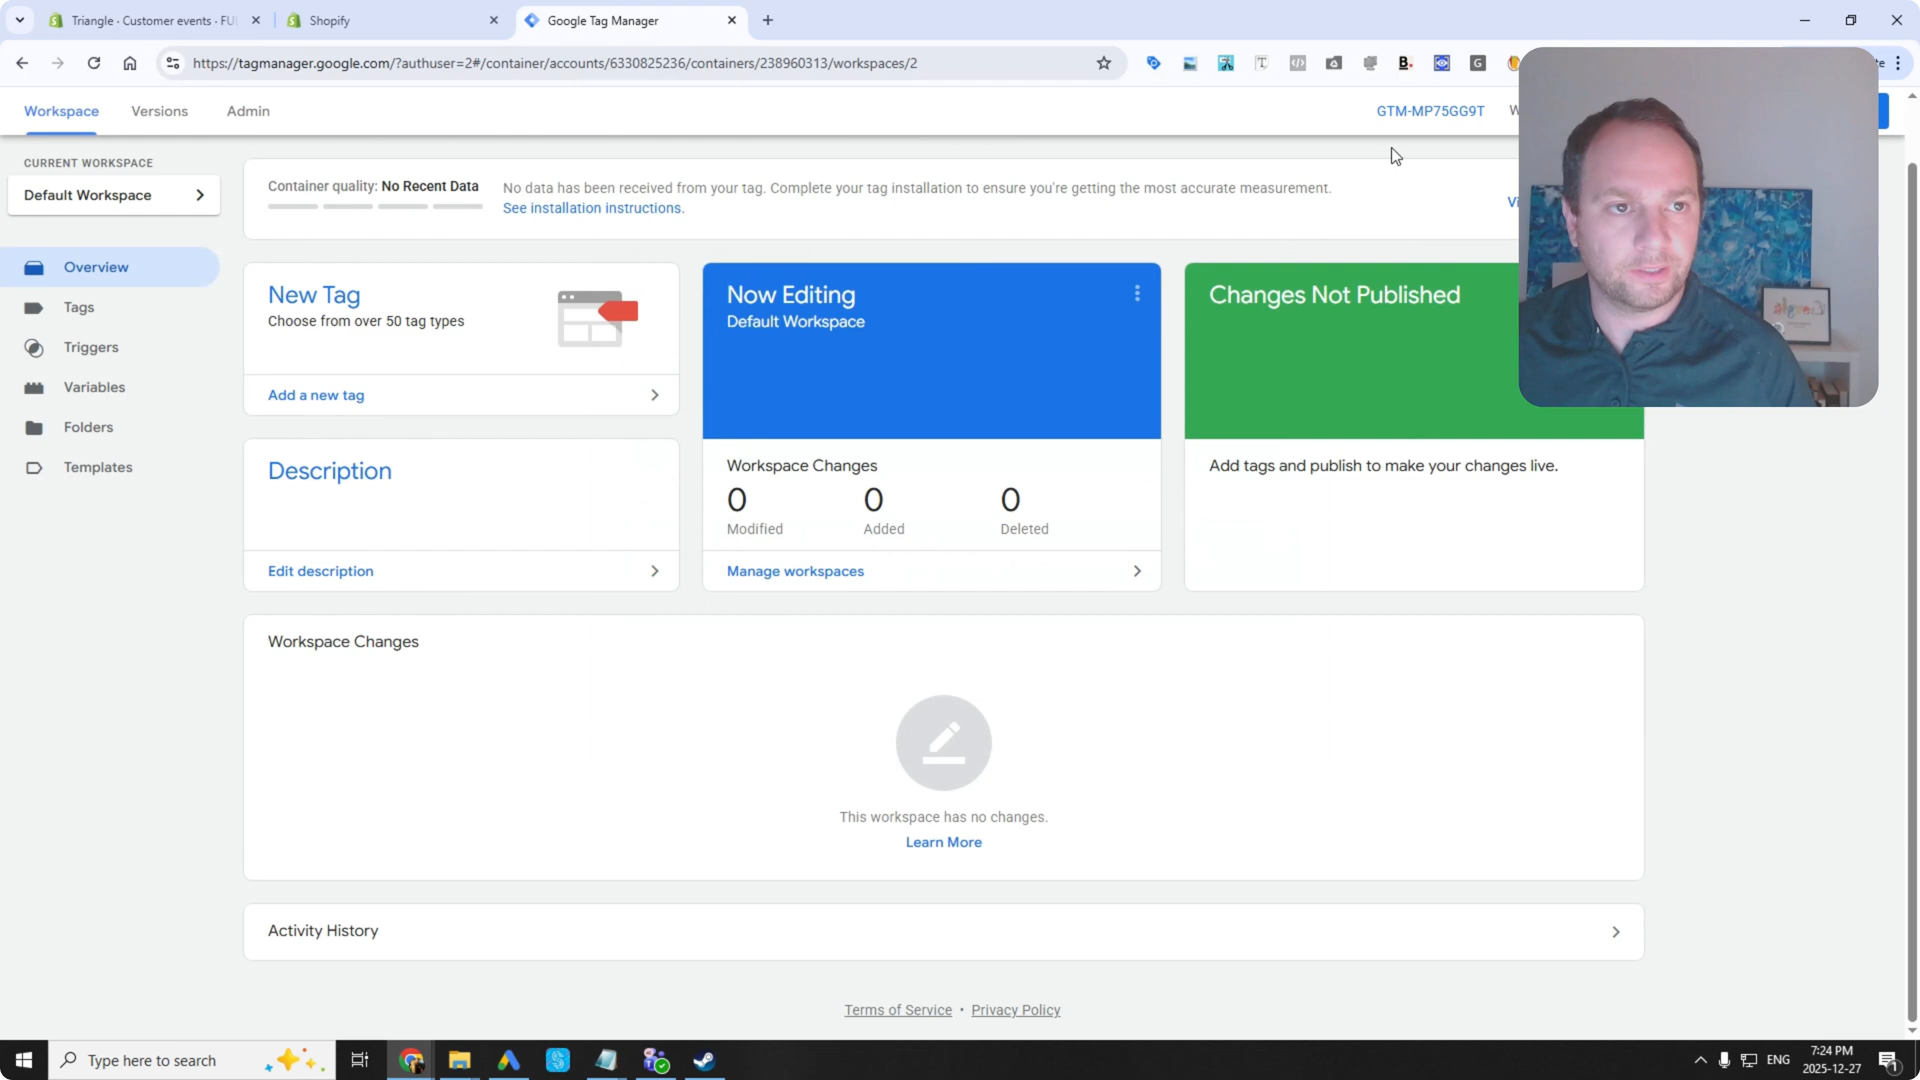 Triangle · Customer events · FU
Shopify
Google Tag Manager
https://tagmanager.google.com/?authuser=2#/container/accounts/6330825236/containers/238960313/workspaces/2
Workspace
Versions
Admin
GTM-MP75GG9T
CURRENT WORKSPACE
Default Workspace
Container quality: No Recent Data
No data has been received from your tag. Complete your tag installation to ensure you're getting the most accurate measurement.
See installation instructions.
Overview
Tags
Triggers
Variables
Folders
Templates
New Tag
Choose from over 50 tag types
Add a new tag
Description
Edit description
Now Editing
Default Workspace
Workspace Changes
0 0 0
Modified Added Deleted
Manage workspaces
Changes Not Published
Add tags and publish to make your changes live.
Workspace Changes
This workspace has no changes.
Learn More
Activity History
Terms of Service · Privacy Policy
Type here to search
ENG
7:24 PM
2025-12-27